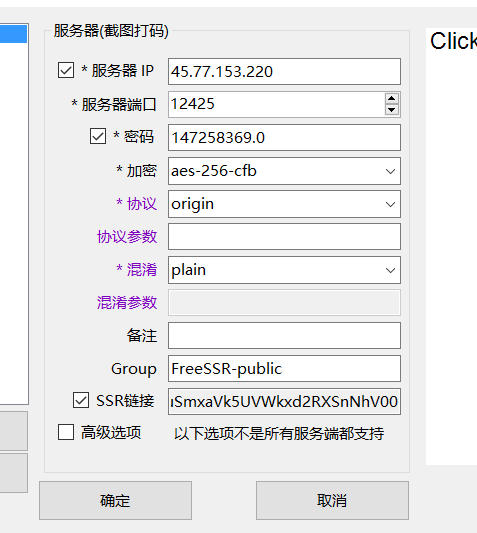 服务器(截图打码)
Click
* 服务器 IP 45.77.153.220
* 服务器端口 12425
* 密码 147258369.0
* 加密 aes-256-cfb
* 协议 origin
协议参数
* 混淆 plain
混淆参数
备注
Group FreeSSR-public
SSR链接 SmxaVk5UVWkxd2RXSnNhV00
高级选项 以下选项不是所有服务端都支持
确定 取消